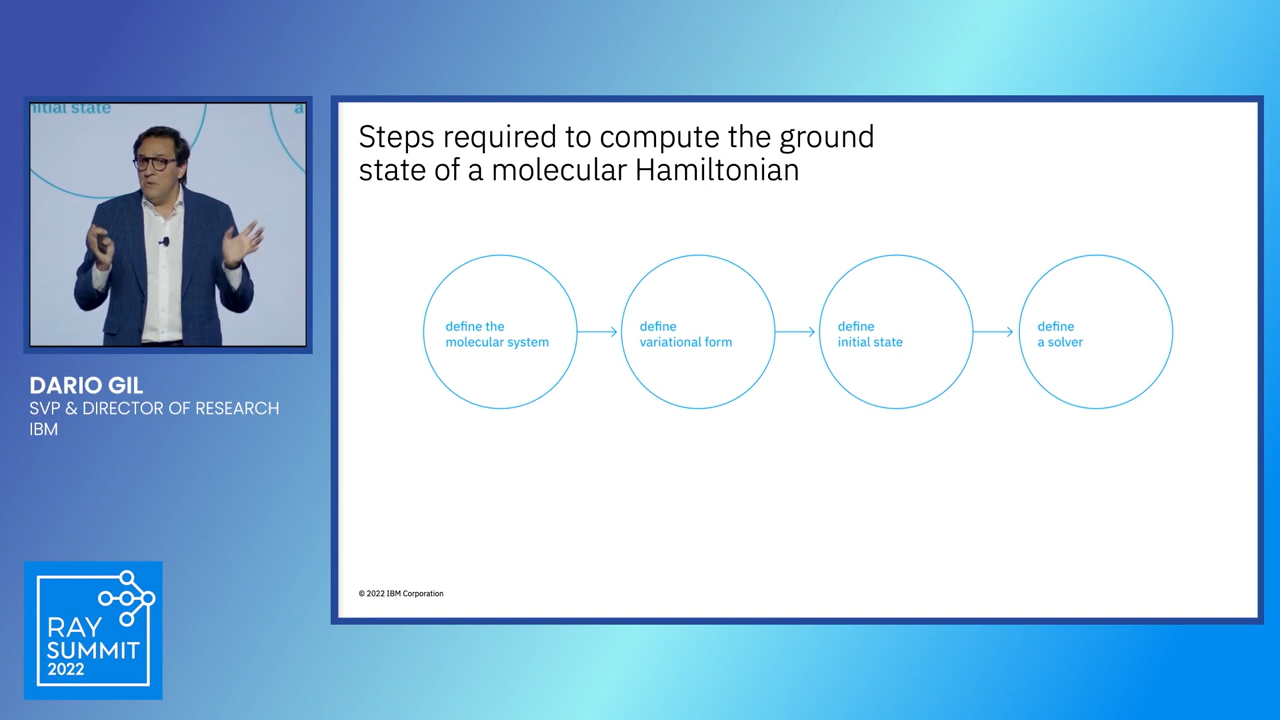 nitial state
a
DARIO GIL
SVP & DIRECTOR OF RESEARCH
IBM
RAY
SUMMIT
2022
Steps required to compute the ground
state of a molecular Hamiltonian
define the
molecular system
define
variational form
define
initial state
define
a solver
© 2022 IBM Corporation